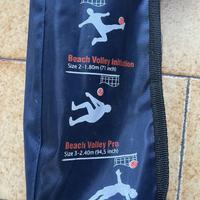 Beach Volley Initiation
Size 2-1.80m (71 inch)
Beach Volley Pro
Size 3-2.40m (94,5 inch)